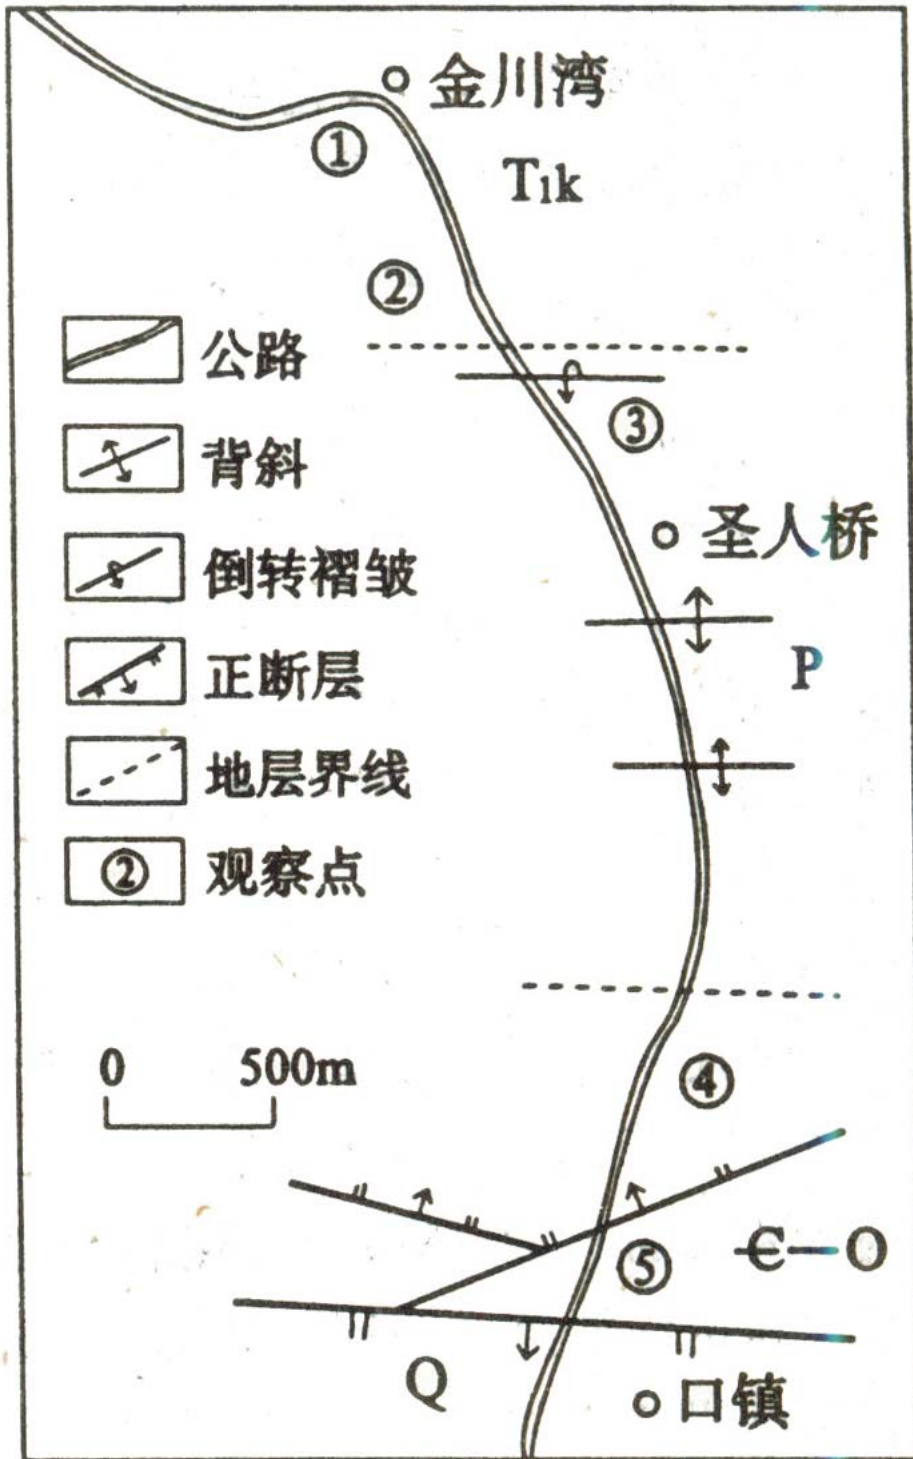 金川湾
①
T₁k
②
公路
③
背斜
圣人桥
倒转褶皱
正断层
P
地层界线
② 观察点
0 500m
④
⑤
Є—O
Q
口镇